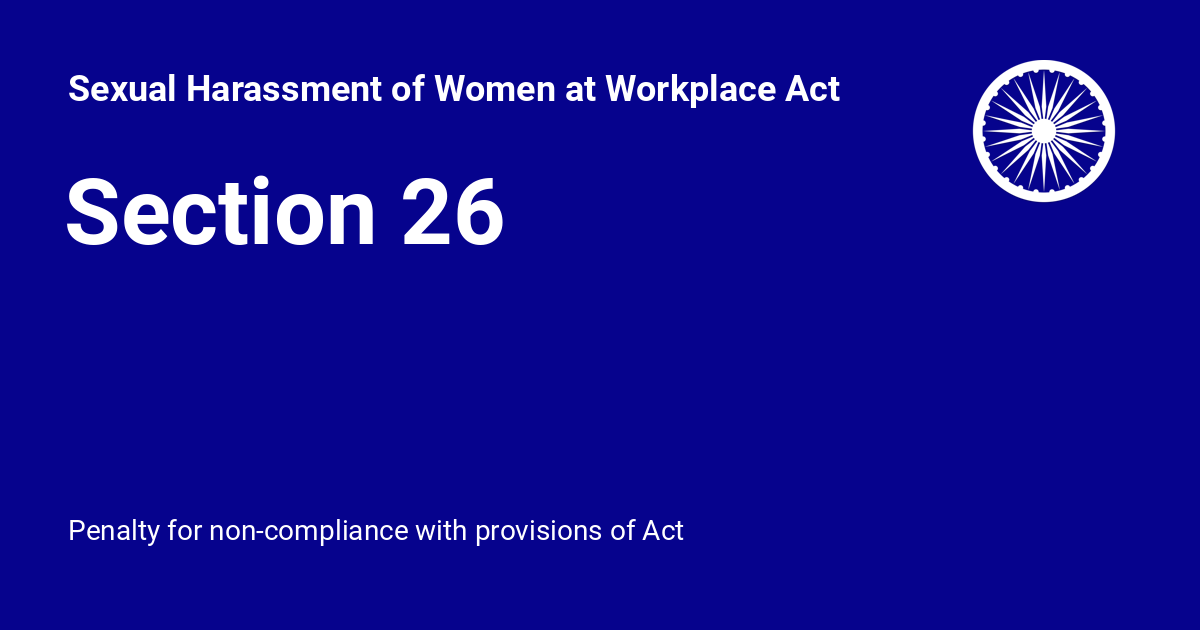 Sexual Harassment of Women at Workplace Act
Section 26
Penalty for non-compliance with provisions of Act